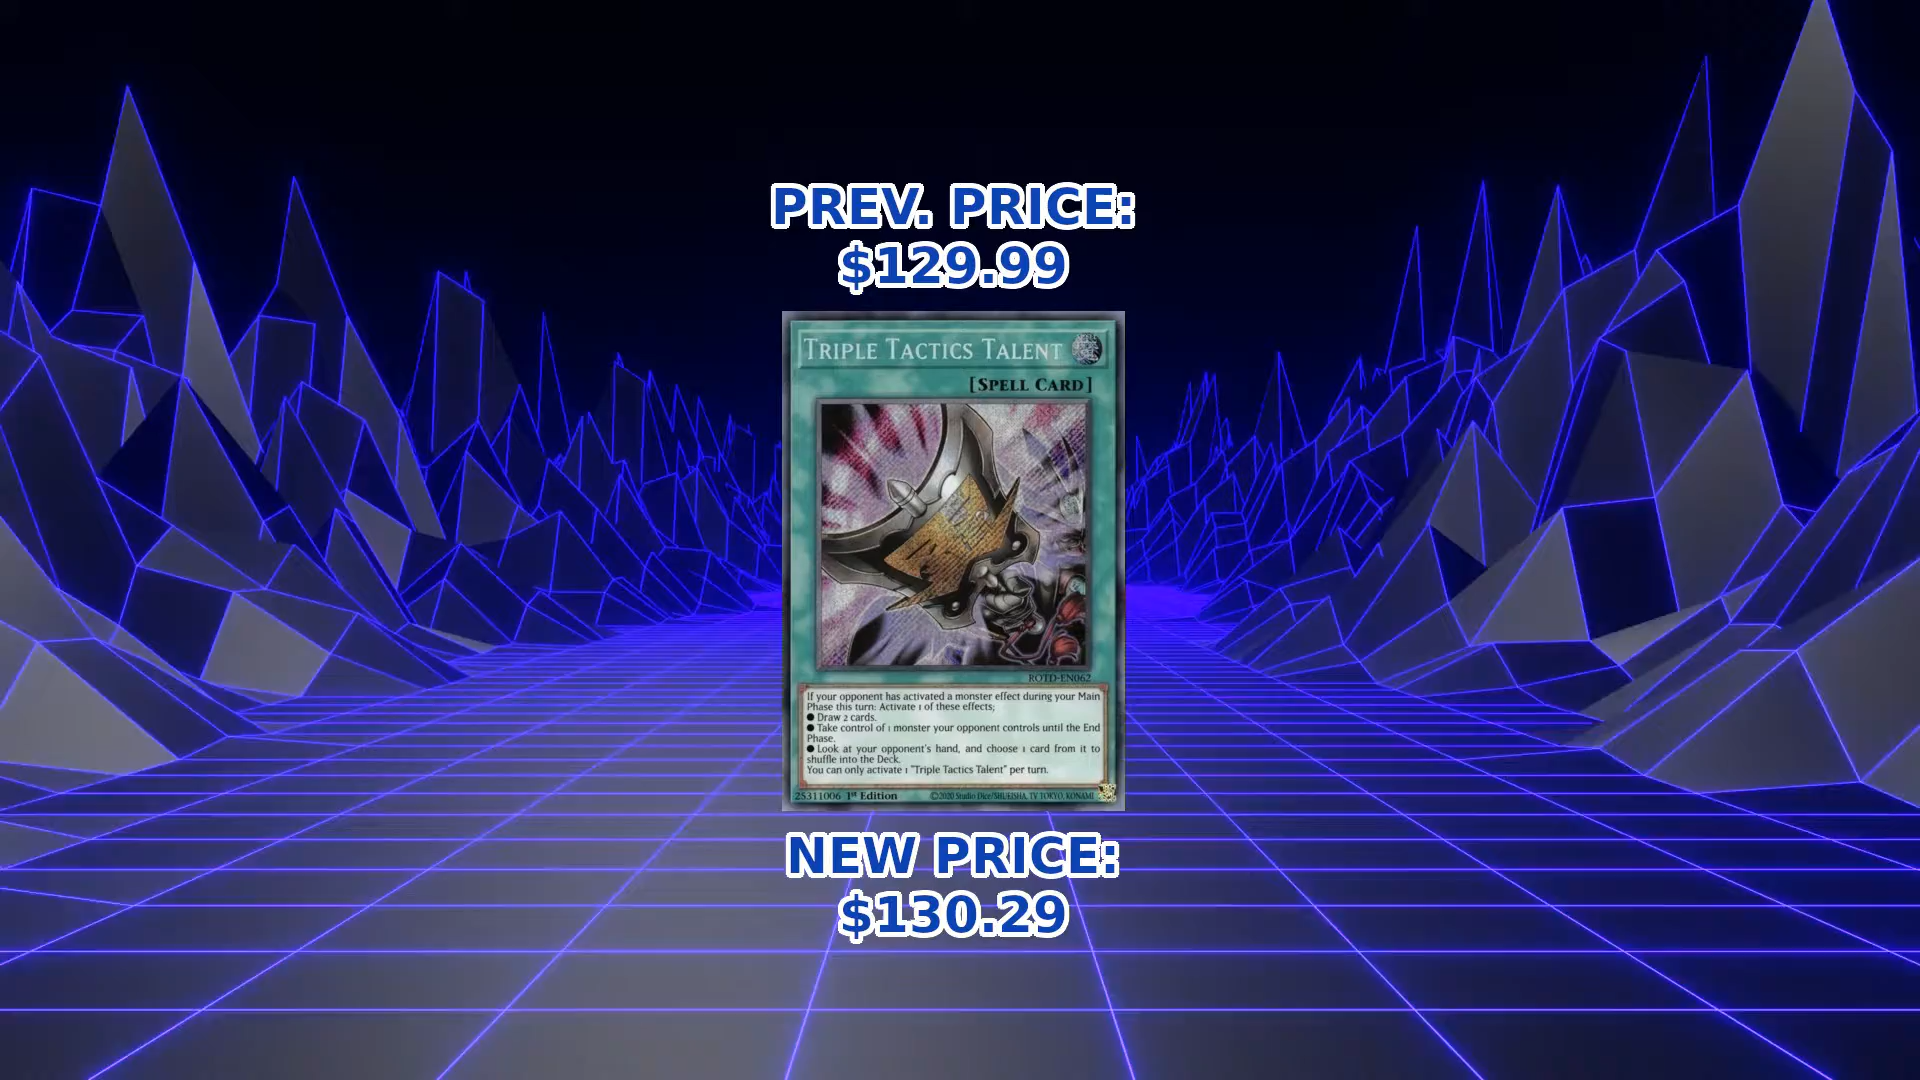 PREV. PRICE:
$129.99
TRIPLE TACTICS TALENT
[SPELL CARD]
ROTD-EN062
If your opponent has activated a monster effect during your Main
Phase this turn: Activate 1 of these effects;
● Draw 2 cards.
● Take control of 1 monster your opponent controls until the End
Phase.
● Look at your opponent's hand, and choose 1 card from it to
shuffle into the Deck.
You can only activate 1 "Triple Tactics Talent" per turn.
25311006 1st Edition ©2020 Studio Dice/SHUEISHA, TV TOKYO, KONAMI
NEW PRICE:
$130.29